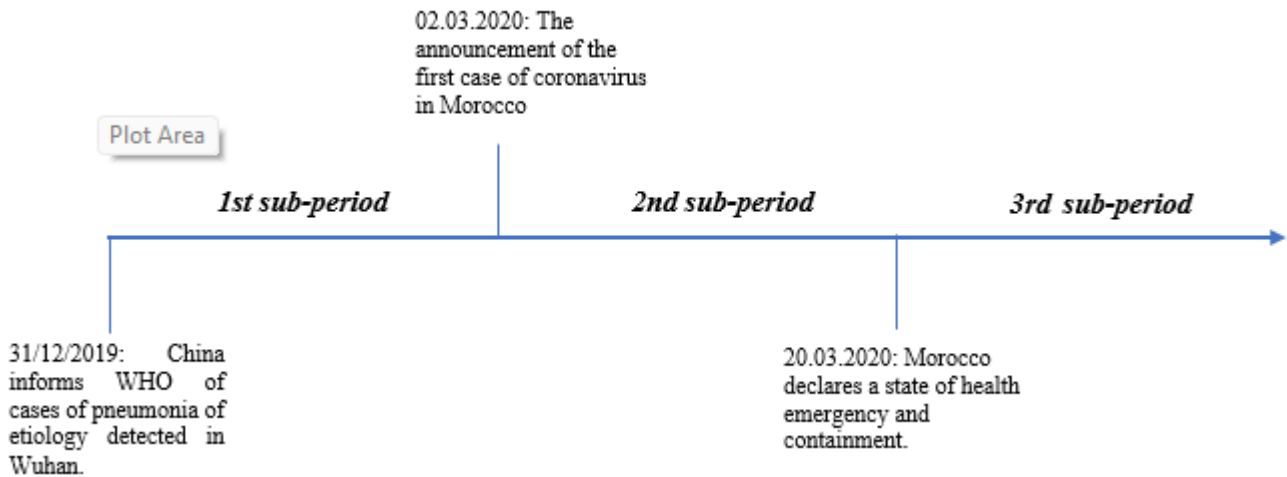 02.03.2020: The
announcement of the
first case of coronavirus
in Morocco
Plot Area
1st sub-period
2nd sub-period
3rd sub-period
31/12/2019: China
informs WHO of
cases of pneumonia of
etiology detected in
Wuhan.
20.03.2020: Morocco
declares a state of health
emergency and
containment.